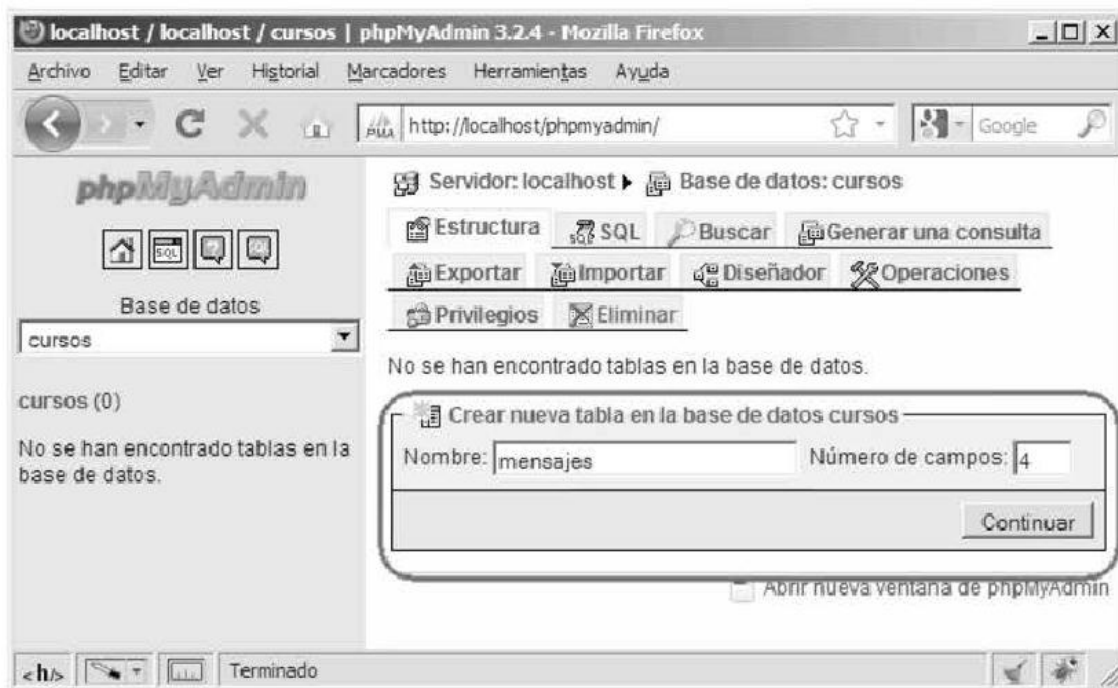 localhost / localhost / cursos | phpMyAdmin 3.2.4 - Mozilla Firefox
Archivo Editar Ver Historial Marcadores Herramientas Ayuda
PMA http://localhost/phpmyadmin/ Google
phpMyAdmin
SQL
Base de datos
cursos
cursos (0)
No se han encontrado tablas en la
base de datos.
Servidor: localhost Base de datos: cursos
Estructura SQL Buscar Generar una consulta
Exportar Importar Diseñador Operaciones
Privilegios Eliminar
No se han encontrado tablas en la base de datos.
Crear nueva tabla en la base de datos cursos
Nombre: mensajes Número de campos: 4
Continuar
Abrir nueva ventana de phpMyAdmin
<h/> Terminado